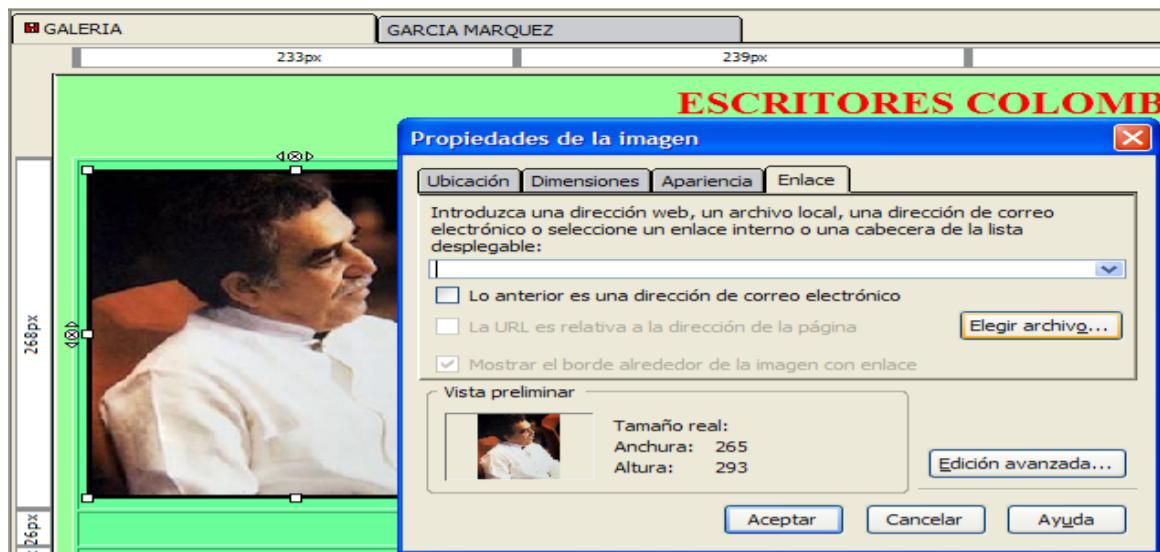 GALERIA
GARCIA MARQUEZ
233px
239px
ESCRITORES COLOMB
Propiedades de la imagen
Ubicación Dimensiones Apariencia Enlace
Introduzca una dirección web, un archivo local, una dirección de correo
electrónico o seleccione un enlace interno o una cabecera de la lista
desplegable:
Lo anterior es una dirección de correo electrónico
La URL es relativa a la dirección de la página
Elegir archivo...
Mostrar el borde alrededor de la imagen con enlace
268px
Vista preliminar
Tamaño real:
Anchura: 265
Altura: 293
Edición avanzada...
Aceptar
Cancelar
Ayuda
26px